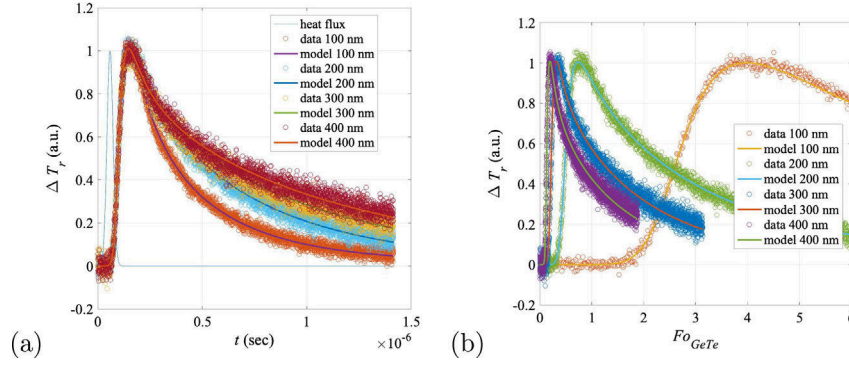 1.2
1
0.8
0.6
0.4
0.2
0
-0.2
Δ T_r (a.u.)
heat flux
data 100 nm
model 100 nm
data 200 nm
model 200 nm
data 300 nm
model 300 nm
data 400 nm
model 400 nm
0 0.5 1 1.5
t (sec) ×10^-6
(a)
1.2
1
0.8
0.6
0.4
0.2
0
-0.2
Δ T_r (a.u.)
data 100 nm
model 100 nm
data 200 nm
model 200 nm
data 300 nm
model 300 nm
data 400 nm
model 400 nm
0 1 2 3 4 5 6
Fo_GeTe
(b)